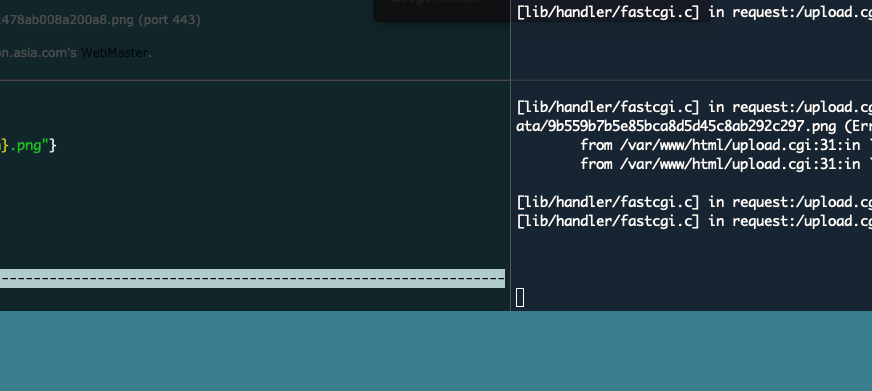 478ab008a200a8.png (port 443)
on.asia.com's WebMaster.
}.png"}
[lib/handler/fastcgi.c] in request:/upload.cg
[lib/handler/fastcgi.c] in request:/upload.cg
ata/9b559b7b5e85bca8d5d45c8ab292c297.png (Err
from /var/www/html/upload.cgi:31:in `
from /var/www/html/upload.cgi:31:in `
[lib/handler/fastcgi.c] in request:/upload.cg
[lib/handler/fastcgi.c] in request:/upload.cg